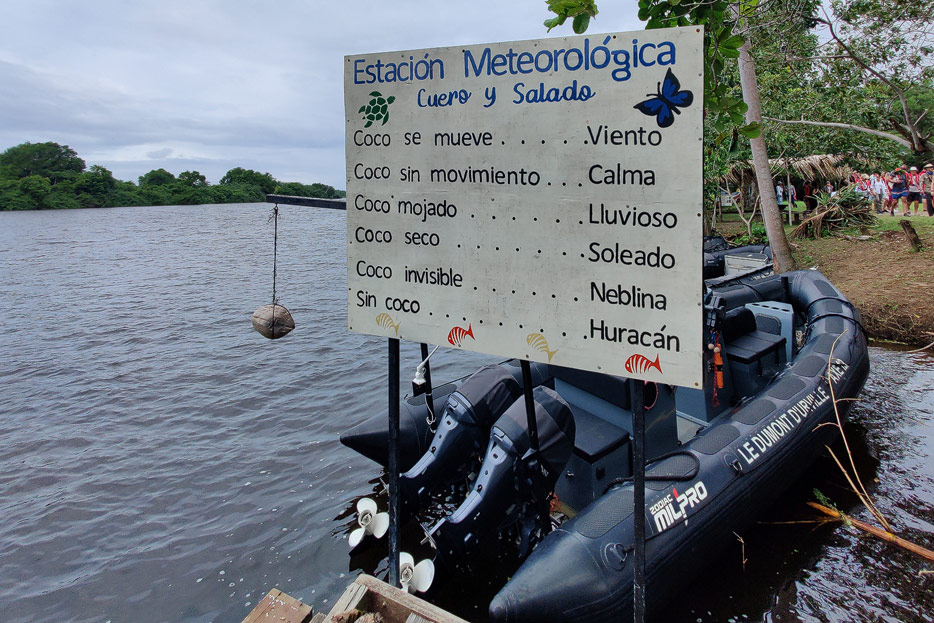 Estación Meteorológica
Cuero y Salado
Coco se mueve . . . . . . Viento
Coco sin movimiento . . . Calma
Coco mojado . . . . . . Lluvioso
Coco seco . . . . . . . Soleado
Coco invisible . . . . . . Neblina
Sin coco . . . . . . . . . Huracán
LE DUMONT D'URVILLE
ZODIAC
MILPRO